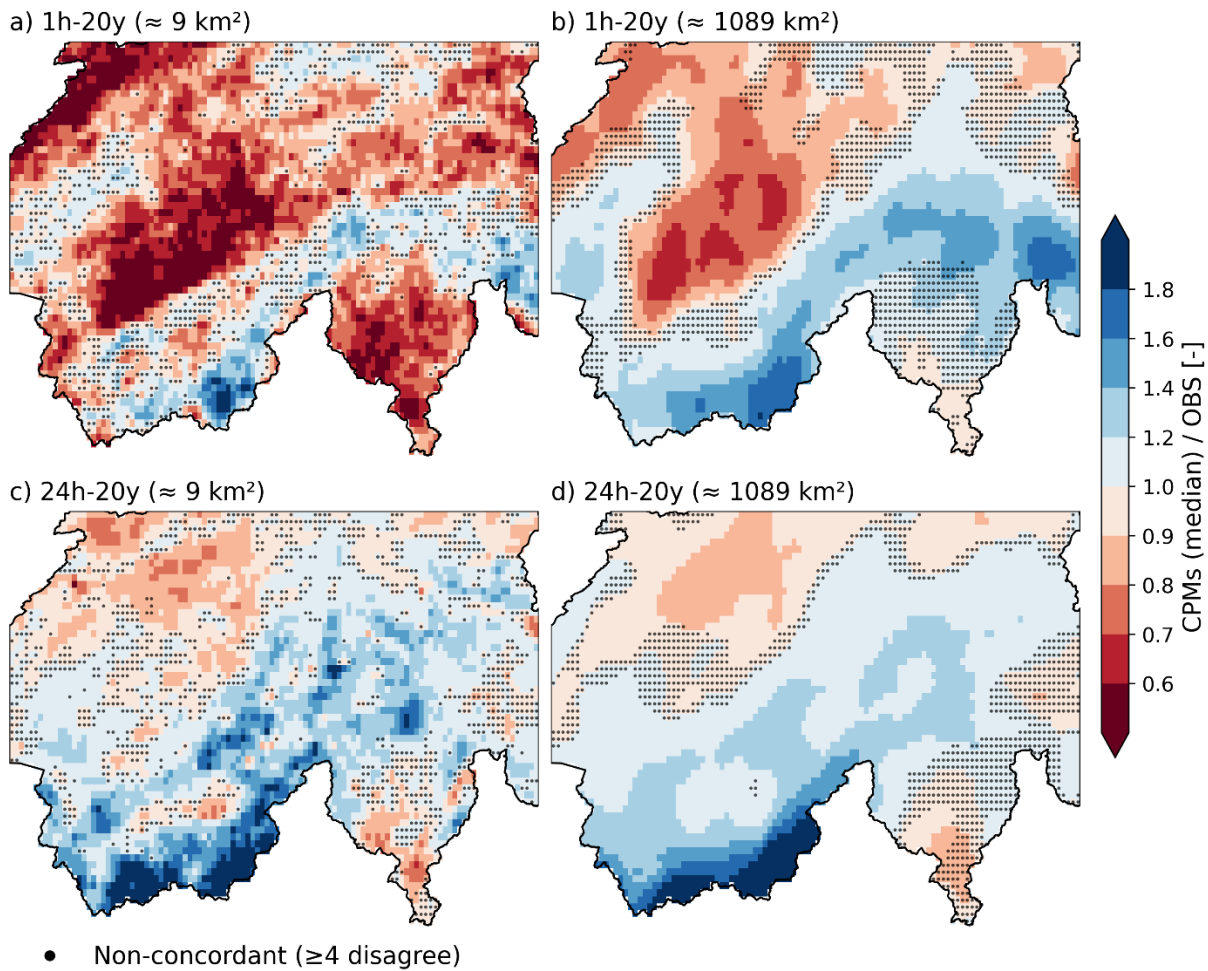 a) 1h-20y (≈ 9 km²)
b) 1h-20y (≈ 1089 km²)
c) 24h-20y (≈ 9 km²)
d) 24h-20y (≈ 1089 km²)
1.8
1.6
1.4
1.2
1.0
0.9
0.8
0.7
0.6
CPMs (median) / OBS [-]
Non-concordant (≥4 disagree)